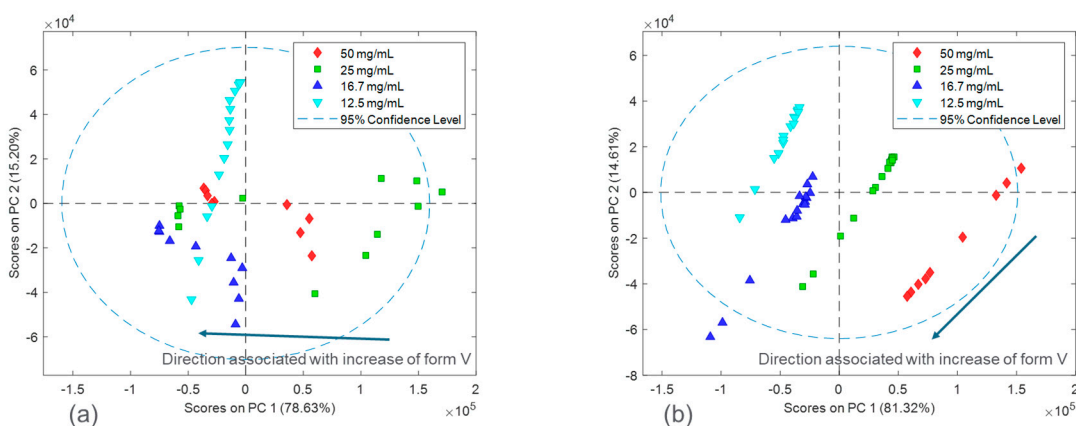 ×10⁴
6
4
2
0
-2
-4
-6
Scores on PC 2 (15.20%)
50 mg/mL
25 mg/mL
16.7 mg/mL
12.5 mg/mL
95% Confidence Level
Direction associated with increase of form V
-1.5
-1
-0.5
0
0.5
1
1.5
2
Scores on PC 1 (78.63%)
×10⁵
(a)
×10⁴
8
6
4
2
0
-2
-4
-6
-8
Scores on PC 2 (14.61%)
50 mg/mL
25 mg/mL
16.7 mg/mL
12.5 mg/mL
95% Confidence Level
Direction associated with increase of form V
-1.5
-1
-0.5
0
0.5
1
1.5
2
Scores on PC 1 (81.32%)
×10⁵
(b)